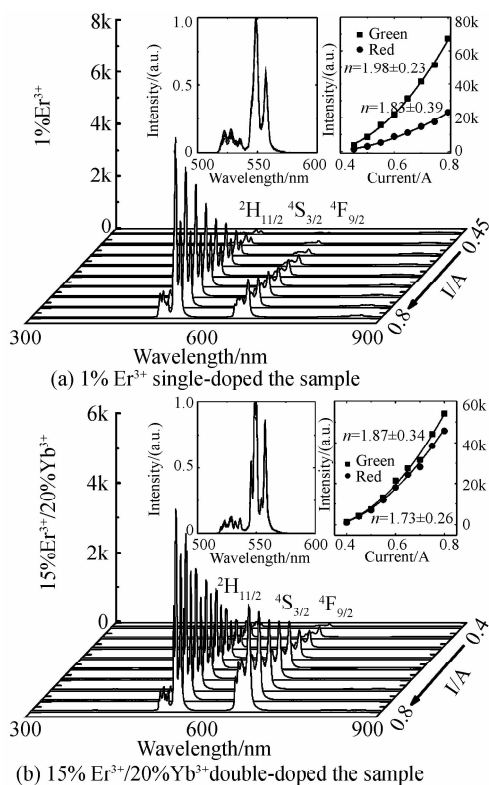 8k
6k
4k
2k
0
1%Er³⁺
Intensity/(a.u.)
1
0.5
0
500
550
600
Wavelength/nm
Green
Red
n=1.98±0.23
n=1.83±0.39
80k
60k
40k
20k
0
0.4
0.6
0.8
Current/A
²H₁₁/₂ ⁴S₃/₂ ⁴F₉/₂
0.45
I/A
0.8
300
600
900
Wavelength/nm
(a) 1% Er³⁺ single-doped the sample
6k
4k
2k
0
15%Er³⁺/20%Yb³⁺
Intensity/(a.u.)
1
0.5
0
500
550
600
Wavelength/nm
n=1.87±0.34
Green
Red
n=1.73±0.26
60k
40k
20k
0
0.4
0.6
0.8
Current/A
²H₁₁/₂ ⁴S₃/₂ ⁴F₉/₂
0.4
I/A
0.8
300
600
900
Wavelength/nm
(b) 15% Er³⁺/20%Yb³⁺double-doped the sample